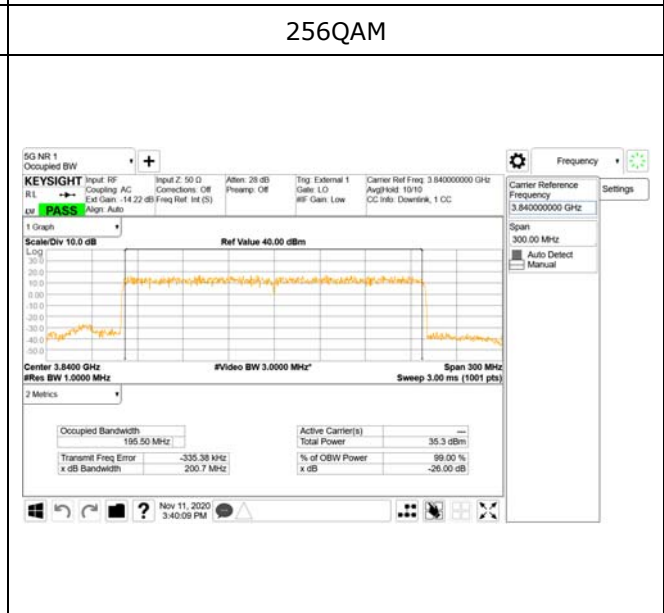 256QAM
5G NR 1
Occupied BW
Frequency
KEYSIGHT
RL
PASS
Input: RF
Coupling: AC
Ext Gain: -14.22 dB
Align: Auto
Input Z: 50 Ω
Corrections: Off
Freq Ref: Int (S)
Atten: 28 dB
Preamp: Off
Trig: External 1
Gate: LO
#IF Gain: Low
Carrier Ref Freq: 3.840000000 GHz
Avg|Hold: 10/10
CC Info: Downlink, 1 CC
Carrier Reference
Frequency
3.840000000 GHz
Settings
Span
300.00 MHz
Auto Detect
Manual
1 Graph
Scale/Div 10.0 dB
Ref Value 40.00 dBm
Log
30.0
20.0
10.0
0.00
-10.0
-20.0
-30.0
-40.0
-50.0
Center 3.8400 GHz
#Video BW 3.0000 MHz*
Span 300 MHz
#Res BW 1.0000 MHz
Sweep 3.00 ms (1001 pts)
2 Metrics
Occupied Bandwidth
195.50 MHz
Transmit Freq Error -335.38 kHz
x dB Bandwidth 200.7 MHz
Active Carrier(s) ---
Total Power 35.3 dBm
% of OBW Power 99.00 %
x dB -26.00 dB
? Nov 11, 2020
3:40:09 PM